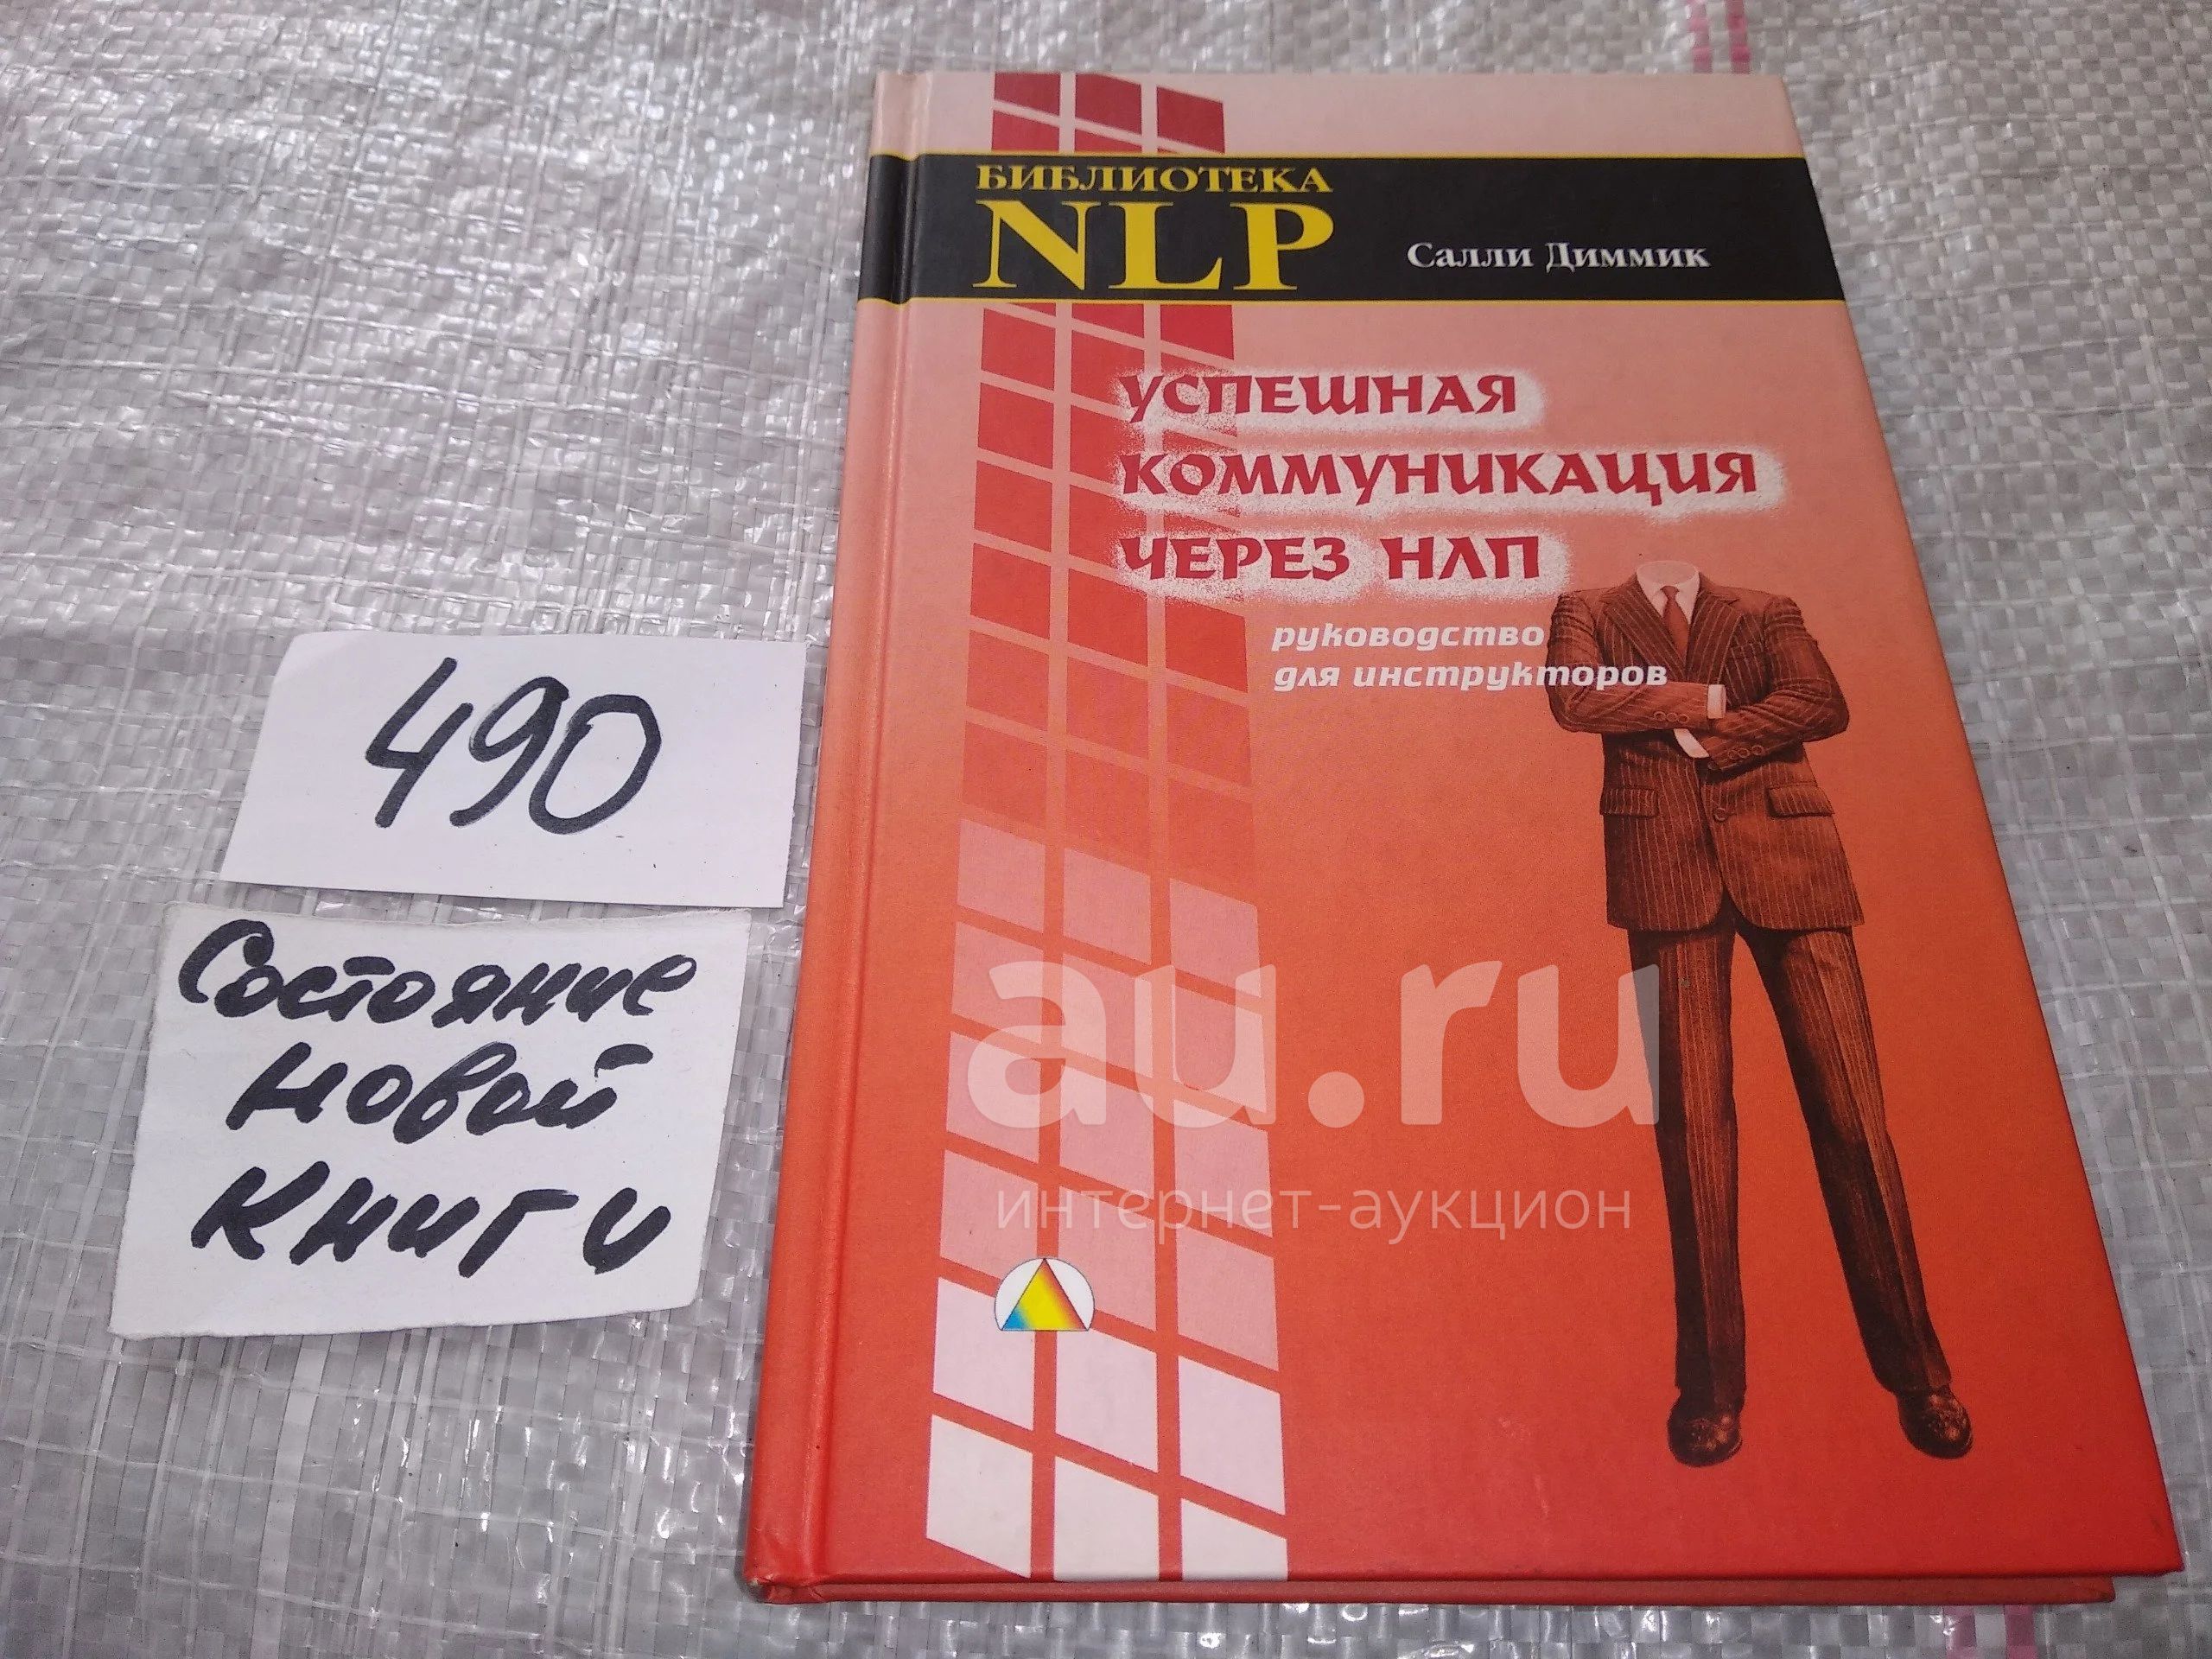 БИБЛИОТЕКА
NLP
Салли Диммик
УСПЕШНАЯ
КОММУНИКАЦИЯ
ЧЕРЕЗ НЛП
руководство
для инструкторов
490
Состояние
новой
книги
au.ru
интернет-аукцион